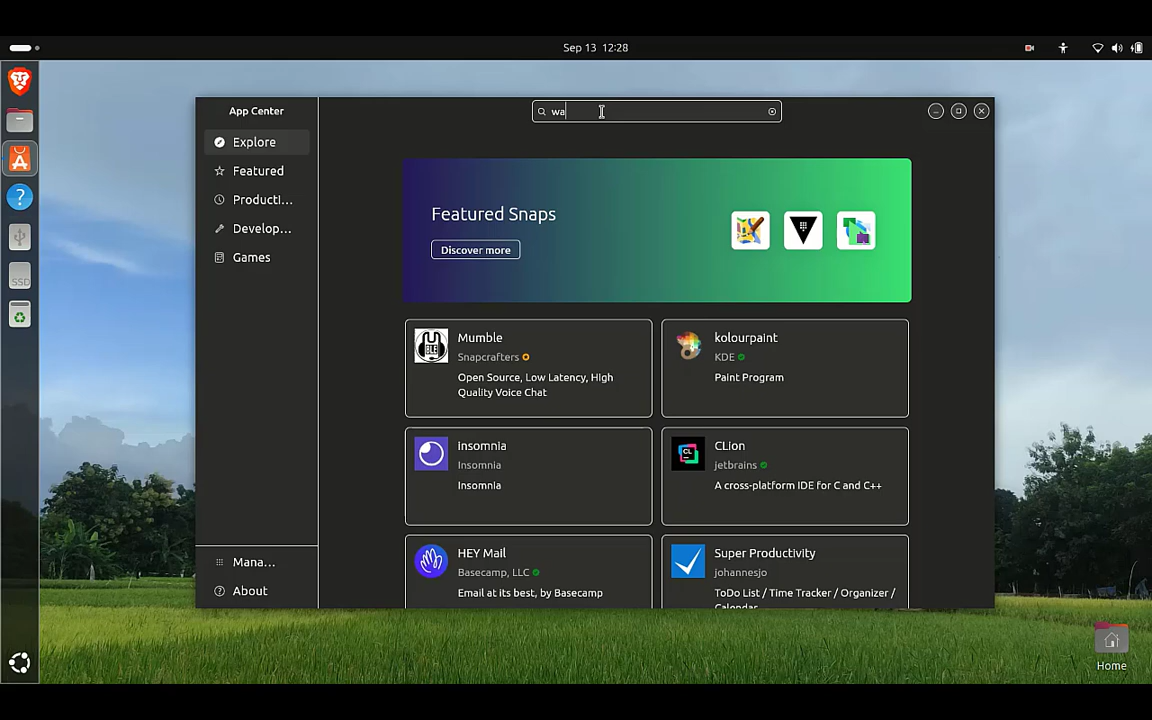 Sep 13 12:28
App Center
wa
Explore
Featured
Producti...
Develop...
Games
Mana...
About
Featured Snaps
Discover more
Mumble
Snapcrafters
Open Source, Low Latency, High
Quality Voice Chat
kolourpaint
KDE
Paint Program
Insomnia
Insomnia
Insomnia
CLion
jetbrains
A cross-platform IDE for C and C++
HEY Mail
Basecamp, LLC
Email at its best, by Basecamp
Super Productivity
johannesjo
ToDo List / Time Tracker / Organizer /
Calendar
SSD
Home